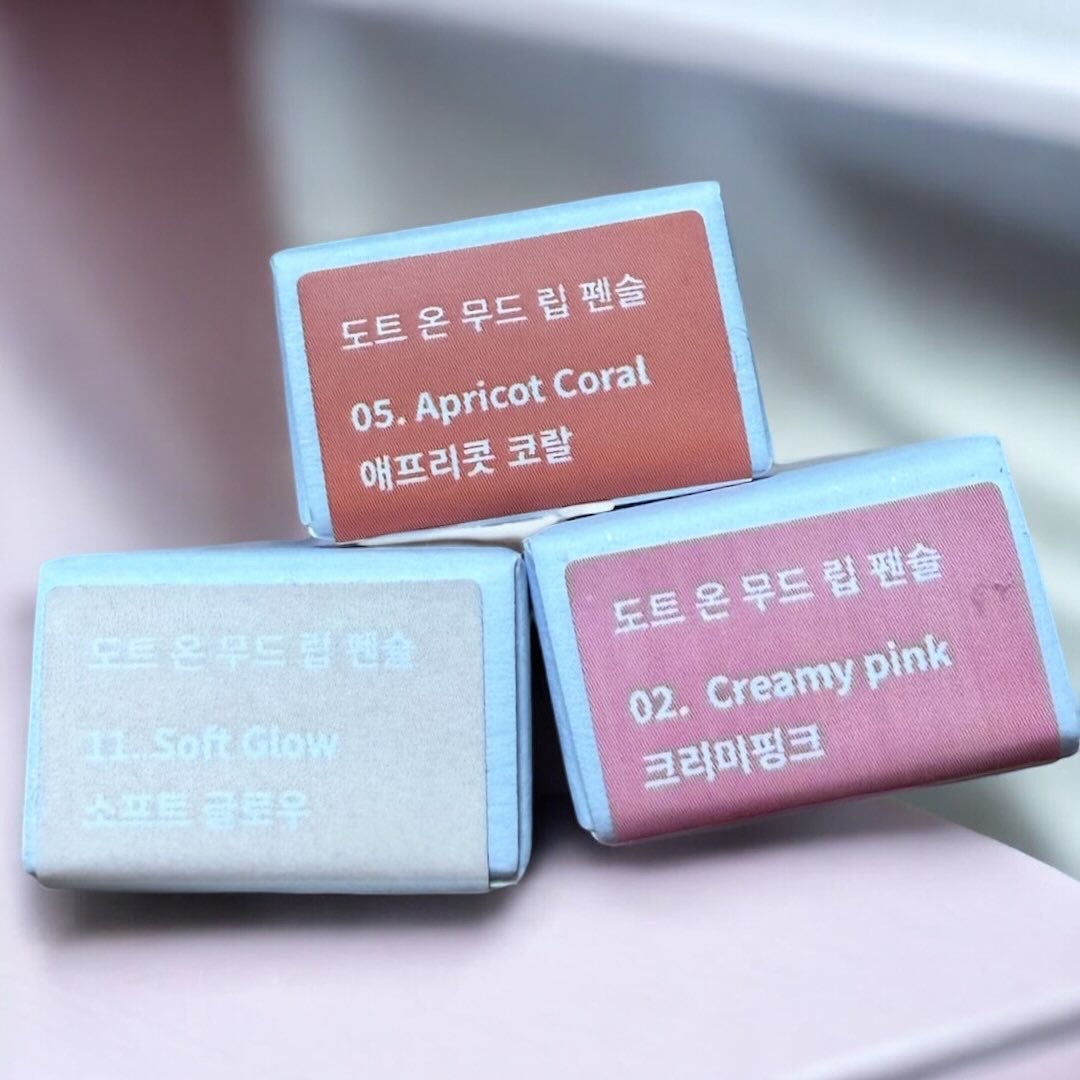 도트 온 무드 립 펜슬
05. Apricot Coral
애프리콧 코랄
도트 온 무드 립 펜슬
11. Soft Glow
소프트 글로우
도트 온 무드 립 펜슬
02. Creamy pink
크리미핑크